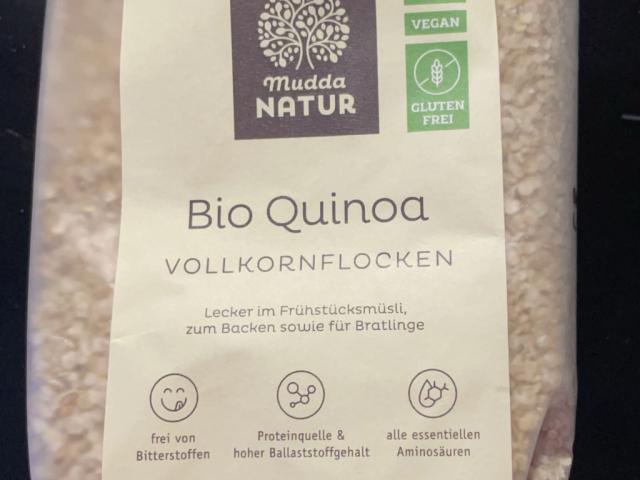 Mudda
NATUR
VEGAN
GLUTEN
FREI
Bio Quinoa
VOLLKORNFLOCKEN
Lecker im Frühstücksmüsli,
zum Backen sowie für Bratlinge
frei von
Bitterstoffen
Proteinquelle &
hoher Ballaststoffgehalt
alle essentiellen
Aminosäuren